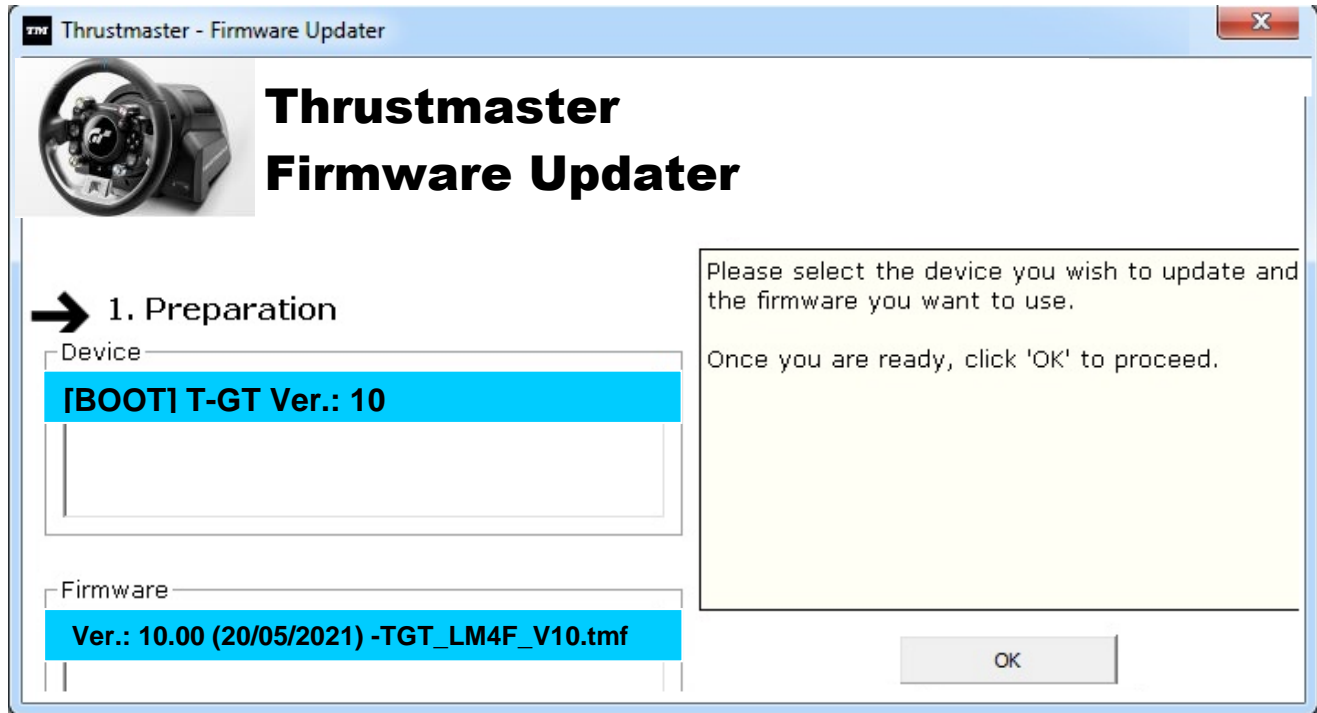 TM Thrustmaster - Firmware Updater
x
Thrustmaster
Firmware Updater
1. Preparation
Device
[BOOT] T-GT Ver.: 10
Firmware
Ver.: 10.00 (20/05/2021) -TGT_LM4F_V10.tmf
Please select the device you wish to update and
the firmware you want to use.
Once you are ready, click 'OK' to proceed.
OK